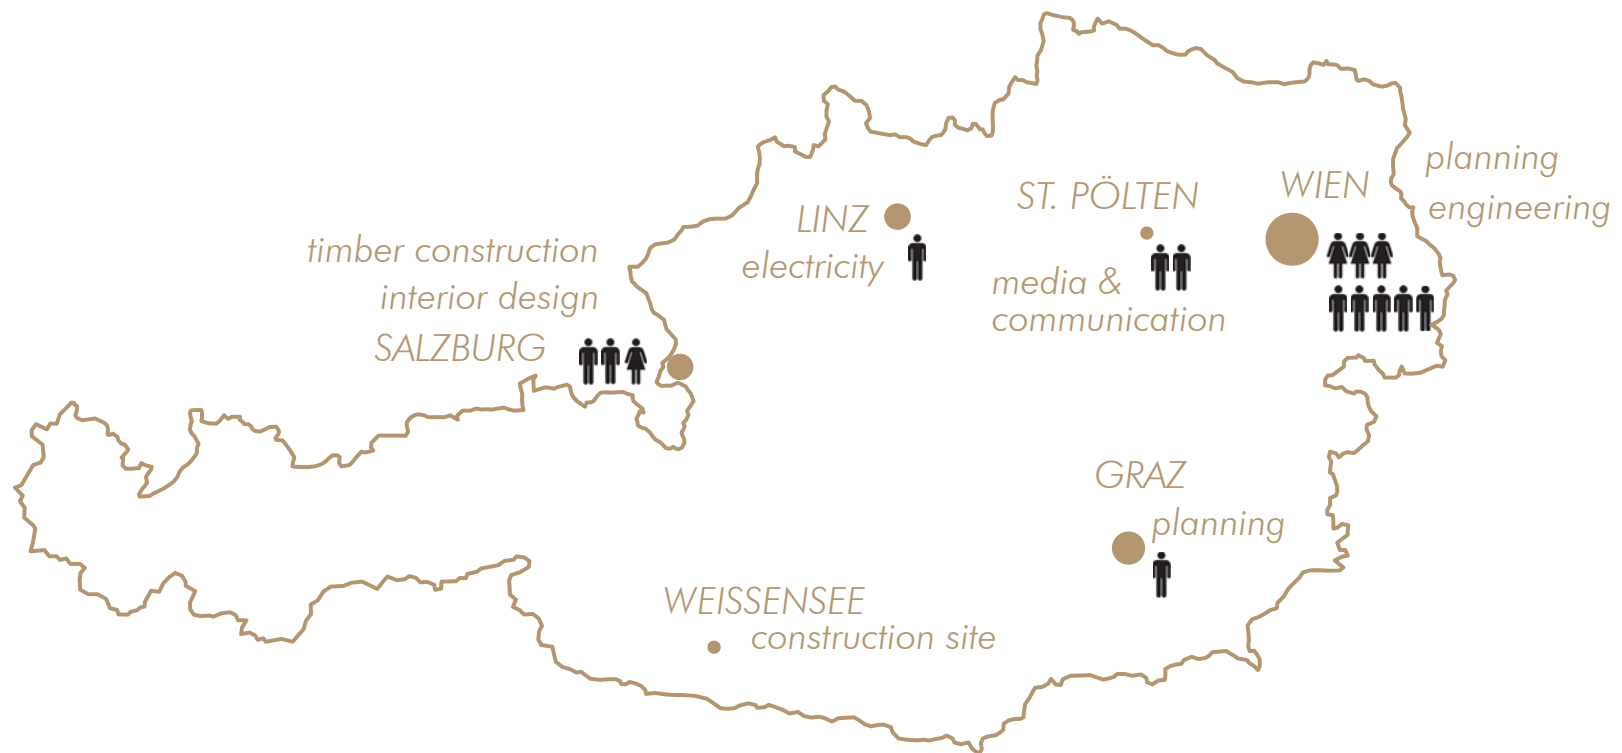 timber construction
interior design
SALZBURG
LINZ
electricity
ST. PÖLTEN
media &
communication
WIEN
planning
engineering
GRAZ
planning
WEISSENSEE
construction site